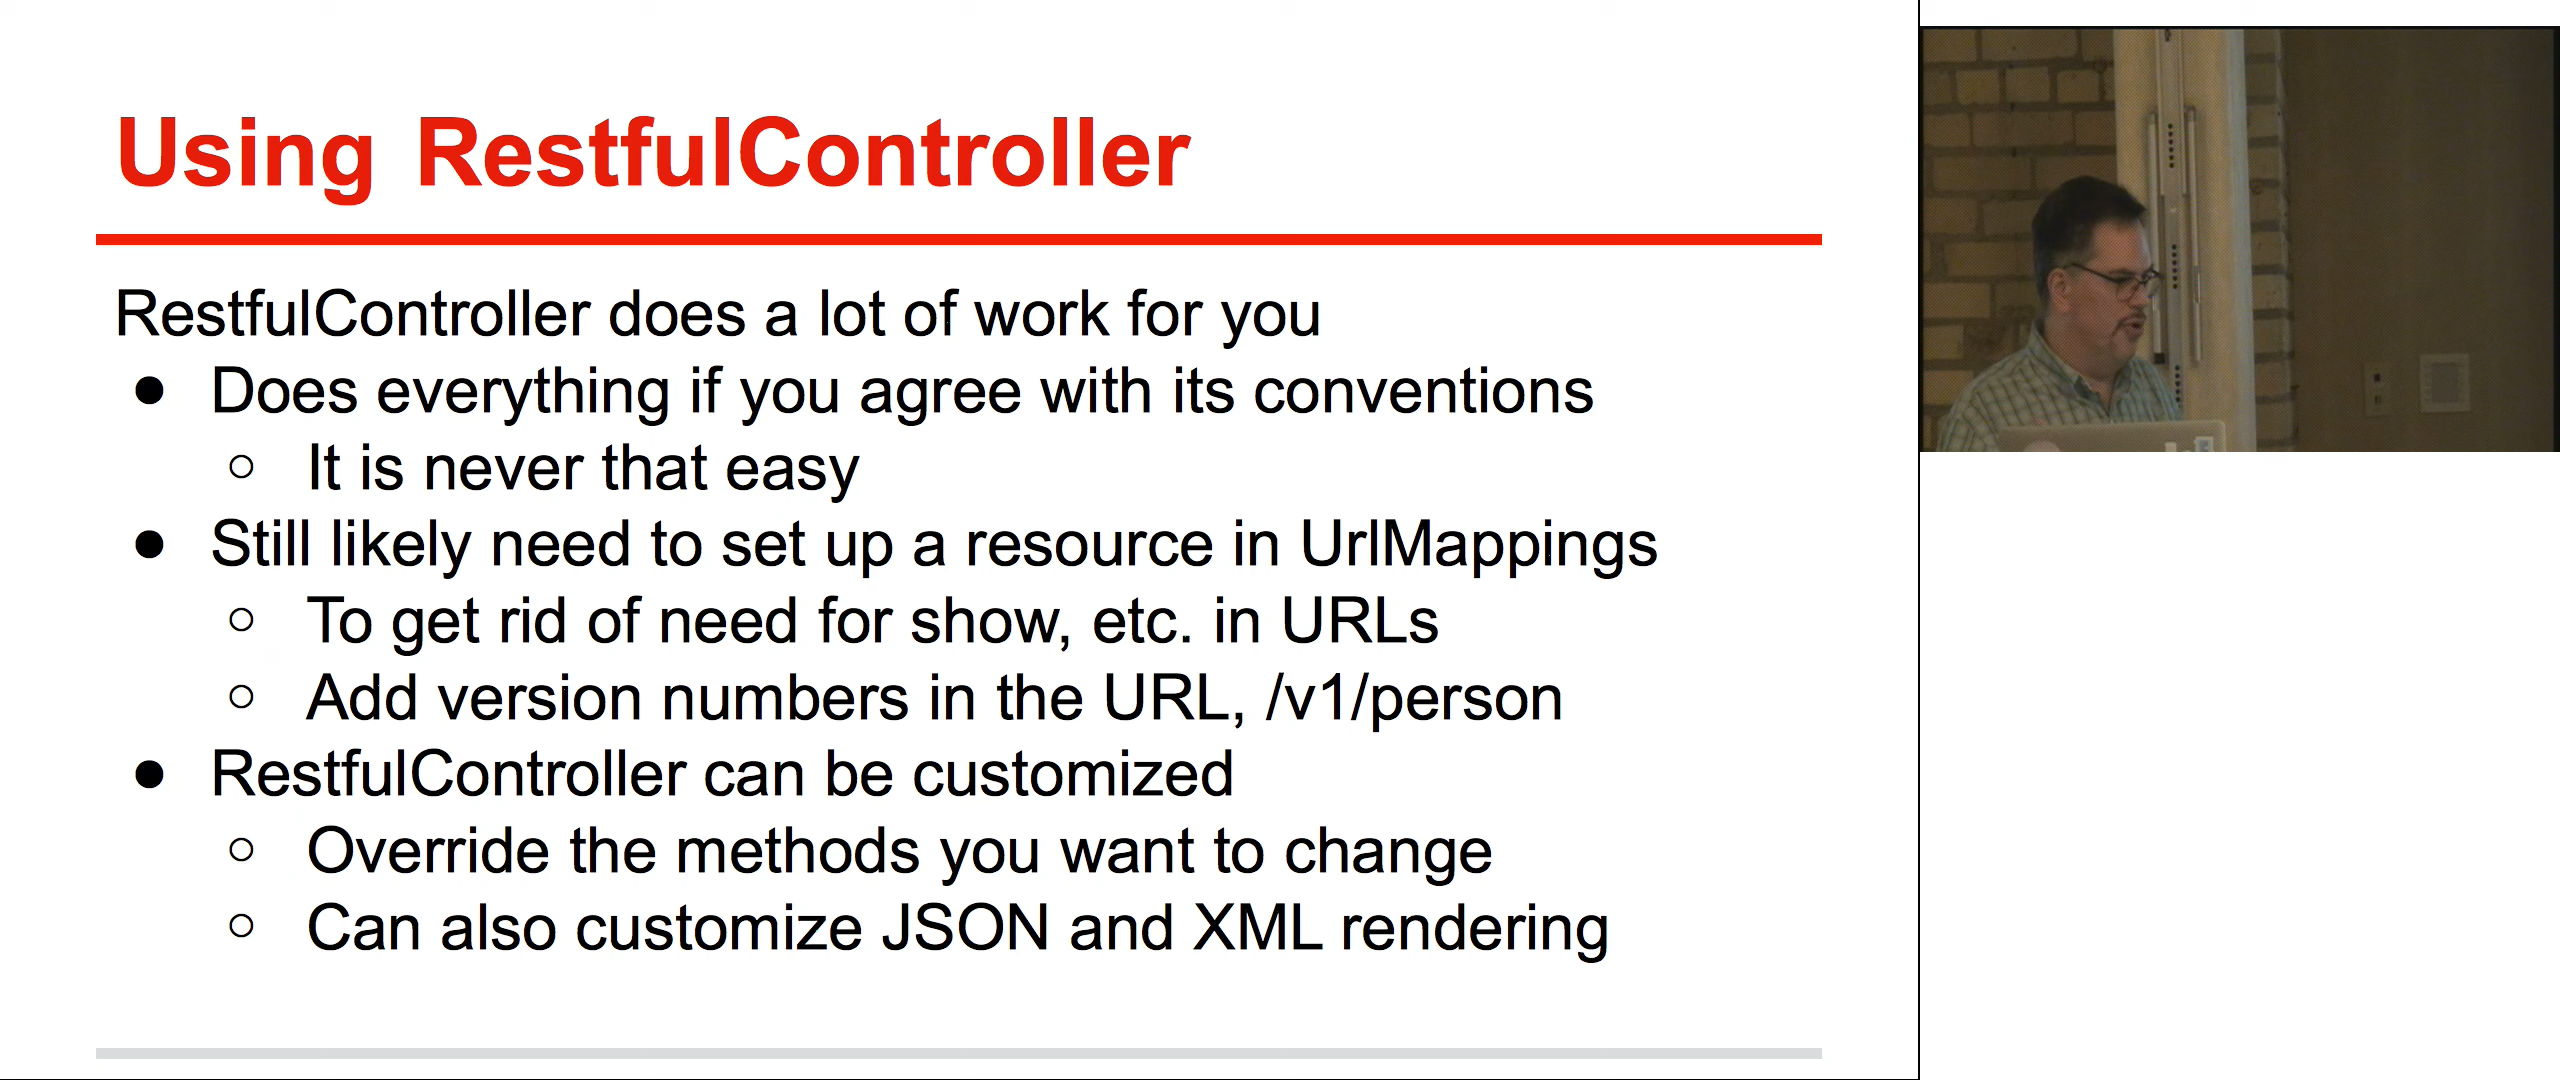 Using RestfulController
RestfulController does a lot of work for you
● Does everything if you agree with its conventions
○ It is never that easy
● Still likely need to set up a resource in UrlMappings
○ To get rid of need for show, etc. in URLs
○ Add version numbers in the URL, /v1/person
● RestfulController can be customized
○ Override the methods you want to change
○ Can also customize JSON and XML rendering